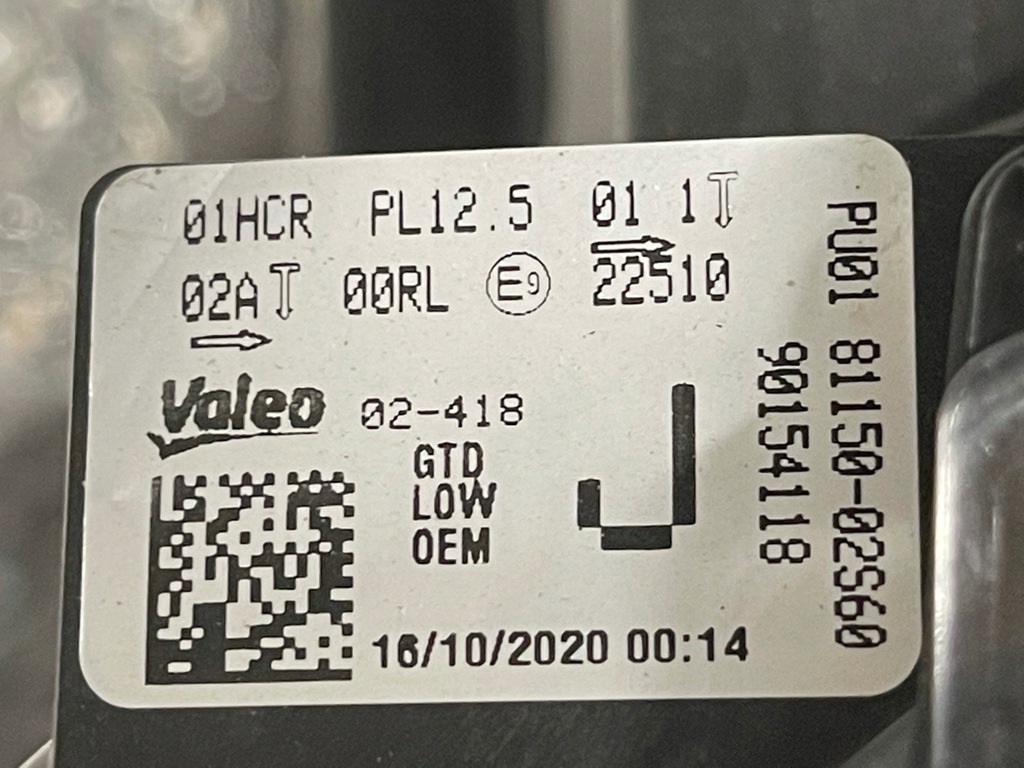 01HCR PL12.5 01 1
02A 00RL E9 22510
Valeo 02-418
GTD
LOW
OEM
J
16/10/2020 00:14
PU01 81150-02S60
90154118